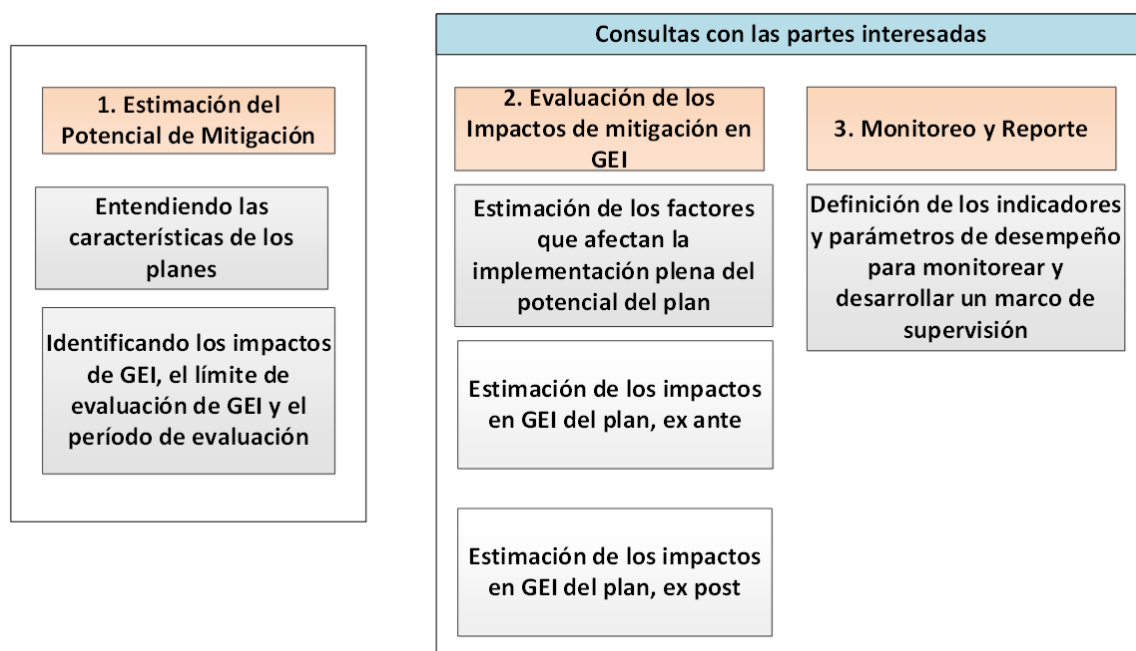 1. Estimación del
Potencial de Mitigación
Entendiendo las
características de los
planes
Identificando los impactos
de GEI, el límite de
evaluación de GEI y el
período de evaluación
Consultas con las partes interesadas
2. Evaluación de los
Impactos de mitigación en
GEI
Estimación de los factores
que afectan la
implementación plena del
potencial del plan
Estimación de los impactos
en GEI del plan, ex ante
Estimación de los impactos
en GEI del plan, ex post
3. Monitoreo y Reporte
Definición de los indicadores
y parámetros de desempeño
para monitorear y
desarrollar un marco de
supervisión